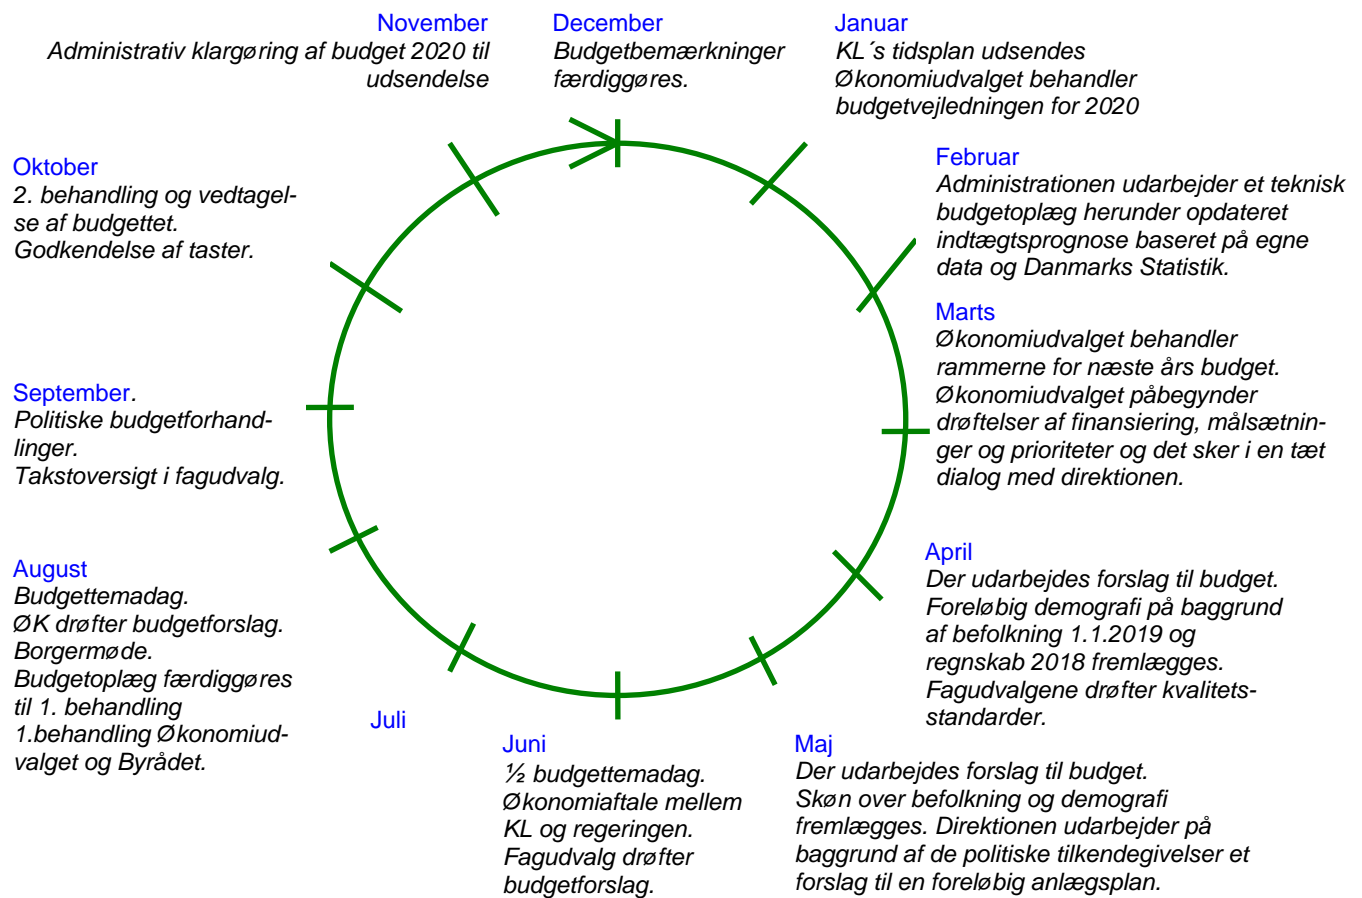 November
Administrativ klargøring af budget 2020 til
udsendelse
December
Budgetbemærkninger
færdiggøres.
Januar
KL´s tidsplan udsendes
Økonomiudvalget behandler
budgetvejledningen for 2020
Februar
Administrationen udarbejder et teknisk
budgetoplæg herunder opdateret
indtægtsprognose baseret på egne
data og Danmarks Statistik.
Marts
Økonomiudvalget behandler
rammerne for næste års budget.
Økonomiudvalget påbegynder
drøftelser af finansiering, målsætnin-
ger og prioriteter og det sker i en tæt
dialog med direktionen.
April
Der udarbejdes forslag til budget.
Foreløbig demografi på baggrund
af befolkning 1.1.2019 og
regnskab 2018 fremlægges.
Fagudvalgene drøfter kvalitets-
standarder.
Maj
Der udarbejdes forslag til budget.
Skøn over befolkning og demografi
fremlægges. Direktionen udarbejder på
baggrund af de politiske tilkendegivelser et
forslag til en foreløbig anlægsplan.
Juni
½ budgettemadag.
Økonomiaftale mellem
KL og regeringen.
Fagudvalg drøfter
budgetforslag.
Juli
August
Budgettemadag.
ØK drøfter budgetforslag.
Borgermøde.
Budgetoplæg færdiggøres
til 1. behandling
1.behandling Økonomiud-
valget og Byrådet.
September.
Politiske budgetforhand-
linger.
Takstoversigt i fagudvalg.
Oktober
2. behandling og vedtagel-
se af budgettet.
Godkendelse af taster.